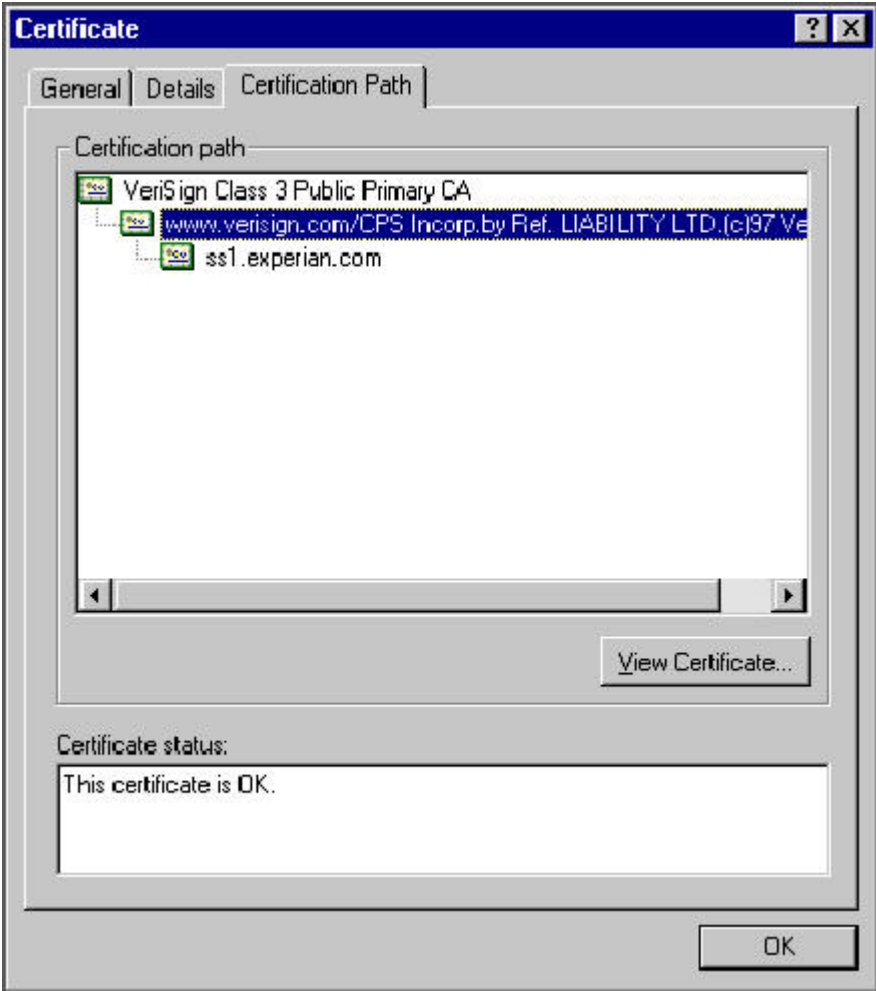 Certificate
General Details Certification Path
Certification path
VeriSign Class 3 Public Primary CA
www.verisign.com/CPS Incorp.by Ref. LIABILITY LTD.(c)97 Ve
ss1.experian.com
View Certificate...
Certificate status:
This certificate is OK.
OK